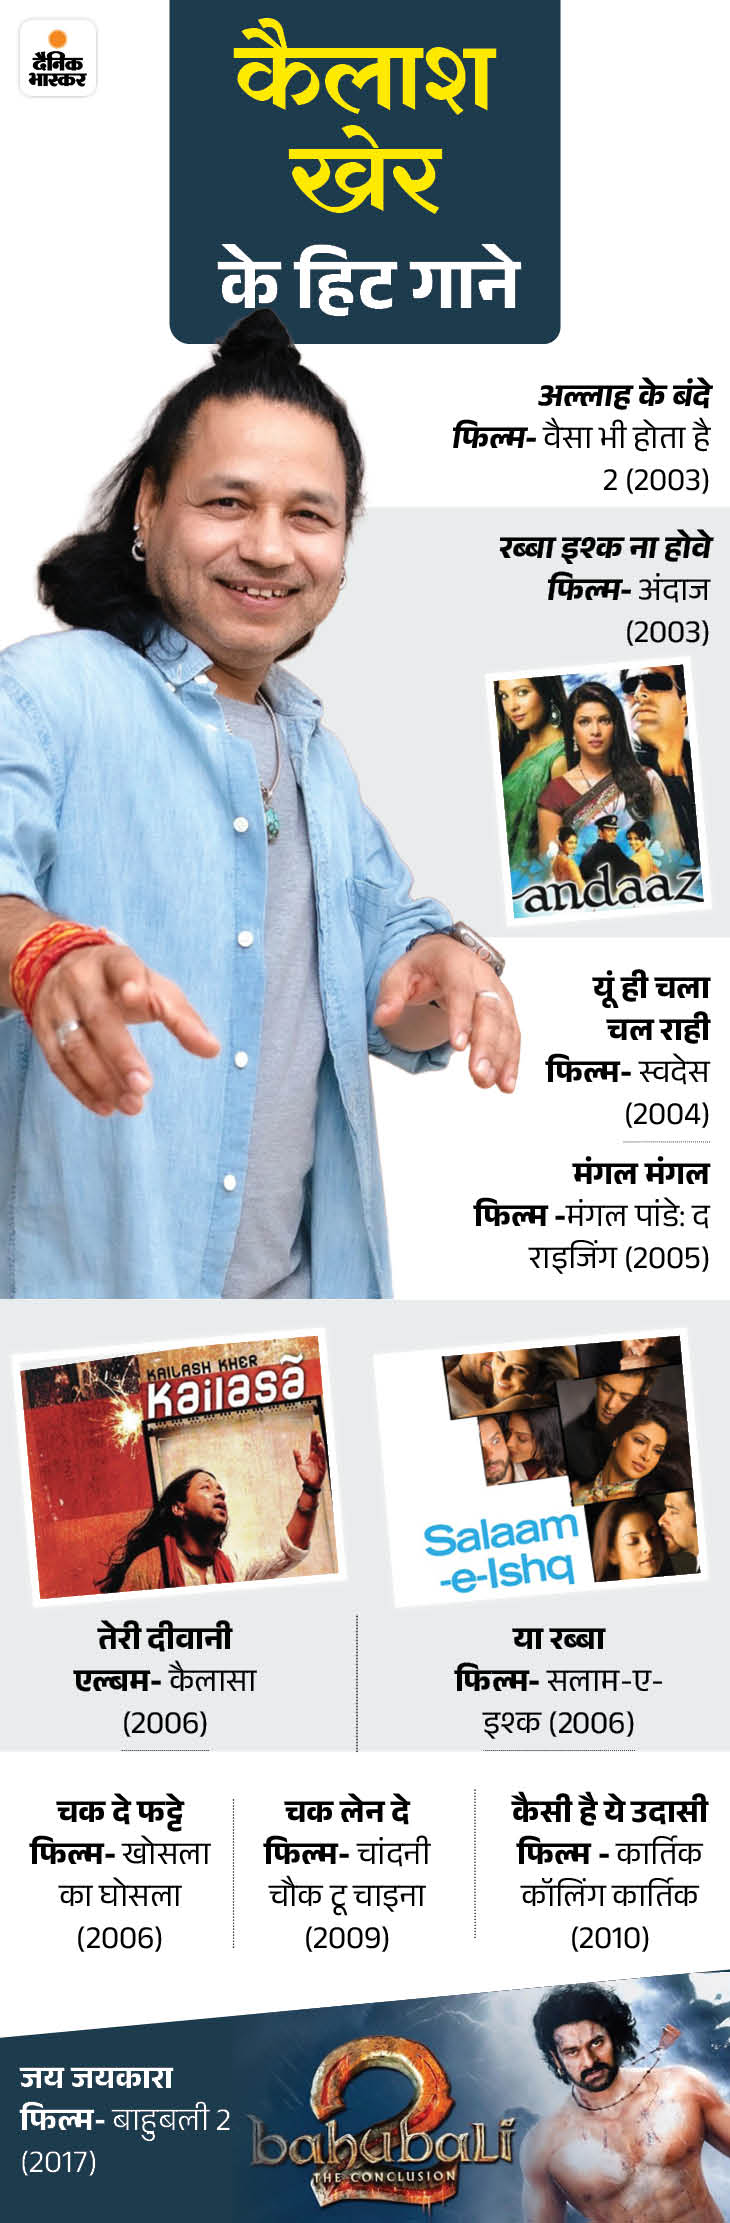 दैनिक
भास्कर
कैलाश
खेर
के हिट गाने
अल्लाह के बंदे
फिल्म- वैसा भी होता है
2 (2003)
रब्बा इश्क ना होवे
फिल्म- अंदाज
(2003)
andaaz
यूं ही चला
चल राही
फिल्म- स्वदेस
(2004)
मंगल मंगल
फिल्म -मंगल पांडे: द
राइजिंग (2005)
KAILASH KHER
Kailasã
Salaam
-e-Ishq
तेरी दीवानी
एल्बम- कैलासा
(2006)
या रब्बा
फिल्म- सलाम-ए-
इश्क (2006)
चक दे फट्टे
फिल्म- खोसला
का घोसला
(2006)
चक लेन दे
फिल्म- चांदनी
चौक टू चाइना
(2009)
कैसी है ये उदासी
फिल्म - कार्तिक
कॉलिंग कार्तिक
(2010)
जय जयकारा
फिल्म- बाहुबली 2
(2017)
2
bahubali
THE CONCLUSION